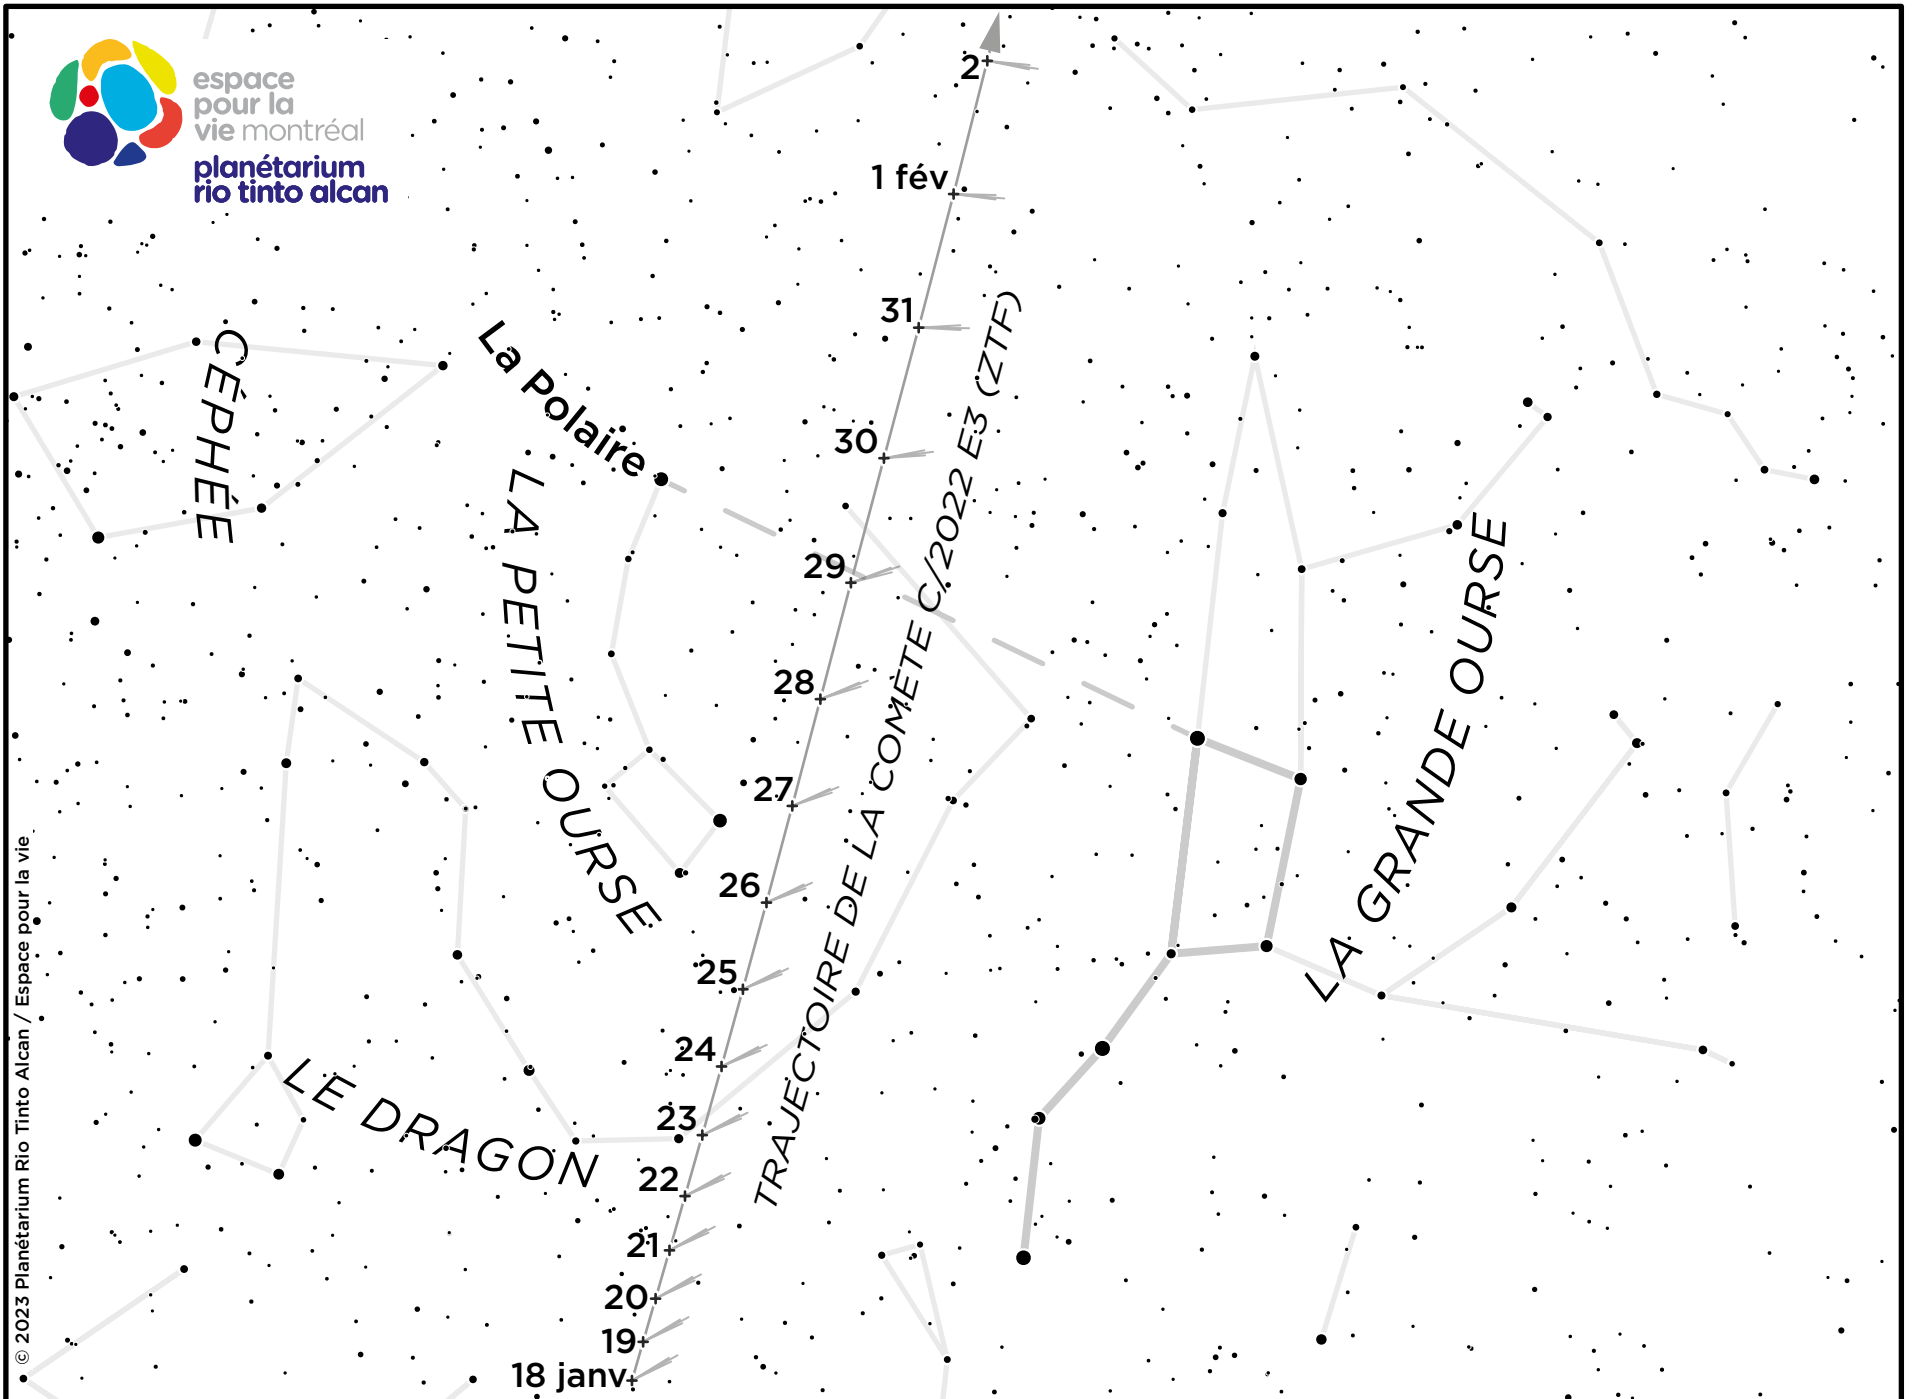 espace
pour la
vie montréal
planétarium
rio tinto alcan
2
1 fév
31
30
29
28
27
26
25
24
23
22
21
20
19
18 janv
CÉPHÉE
La Polaire
LA PETITE OURSE
LE DRAGON
TRAJECTOIRE DE LA COMÈTE C/2022 E3 (ZTF)
LA GRANDE OURSE
© 2023 Planétarium Rio Tinto Alcan / Espace pour la vie